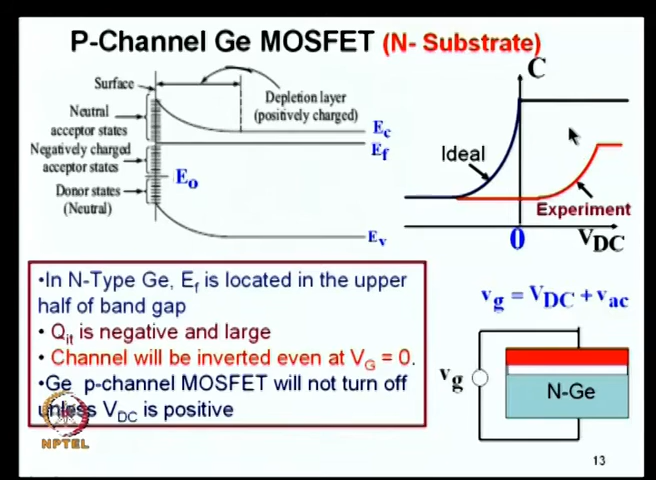 P-Channel Ge MOSFET (N- Substrate)
Surface
Neutral
acceptor states
Negatively charged
acceptor states
Donor states
(Neutral)
Depletion layer
(positively charged)
Ec
Ef
Eo
Ev
C
Ideal
Experiment
0
VDC
•In N-Type Ge, Ef is located in the upper
half of band gap
• Qit is negative and large
• Channel will be inverted even at VG = 0.
•Ge p-channel MOSFET will not turn off
unless VDC is positive
vg = VDC + vac
vg
N-Ge
NPTEL
13